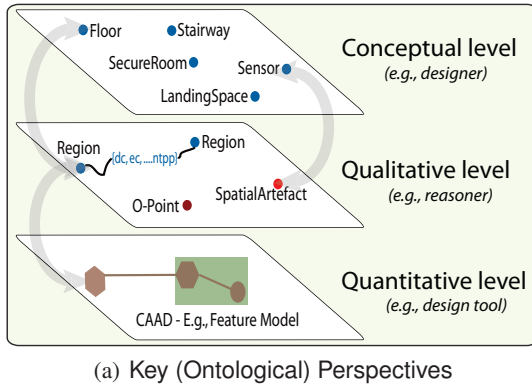 Floor
Stairway
SecureRoom
Sensor
LandingSpace
Conceptual level
(e.g., designer)
Region
{dc, ec, ....ntpp}
Region
O-Point
SpatialArtefact
Qualitative level
(e.g., reasoner)
CAAD - E.g., Feature Model
Quantitative level
(e.g., design tool)
(a) Key (Ontological) Perspectives